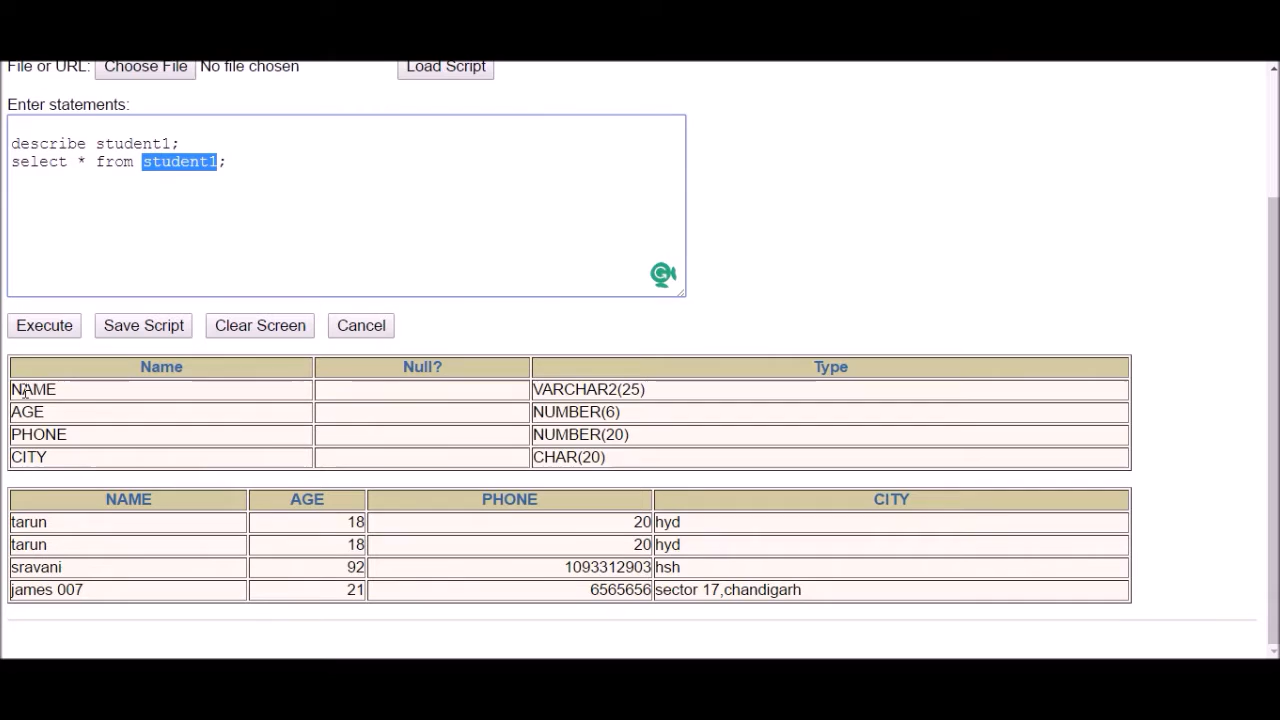 File or URL: Choose File No file chosen Load Script
Enter statements:
describe student1;
select * from student1;
Execute Save Script Clear Screen Cancel
Name Null? Type
NAME VARCHAR2(25)
AGE NUMBER(6)
PHONE NUMBER(20)
CITY CHAR(20)
NAME AGE PHONE CITY
tarun 18 20 hyd
tarun 18 20 hyd
sravani 92 1093312903 hsh
james 007 21 6565656 sector 17,chandigarh